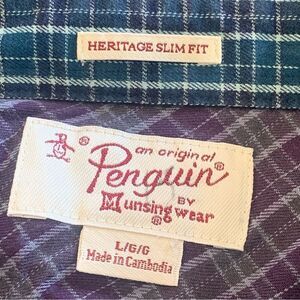 HERITAGE SLIM FIT
an original
Penguin®
BY
Munsingwear®
L/G/G
Made in Cambodia